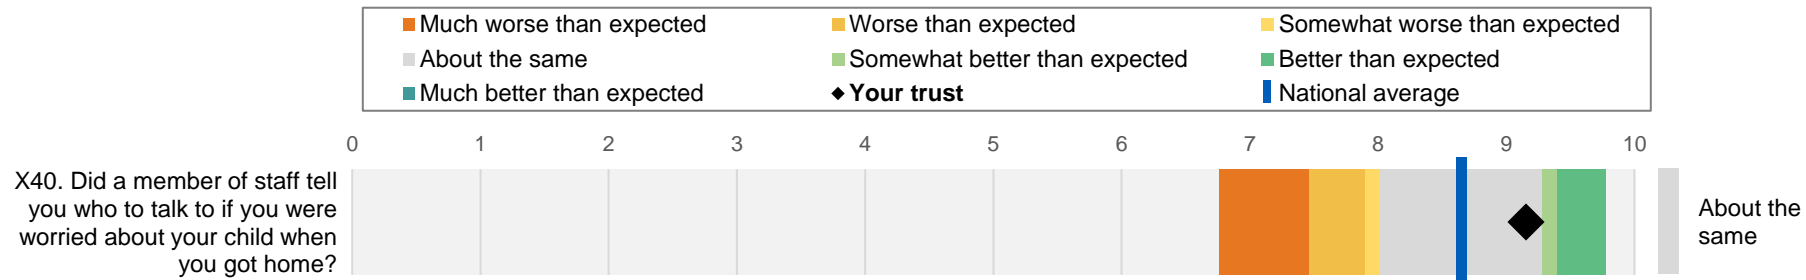 Much worse than expected
Worse than expected
Somewhat worse than expected
About the same
Somewhat better than expected
Better than expected
Much better than expected
Your trust
National average
0 1 2 3 4 5 6 7 8 9 10
X40. Did a member of staff tell
you who to talk to if you were
worried about your child when
you got home?
About the
same